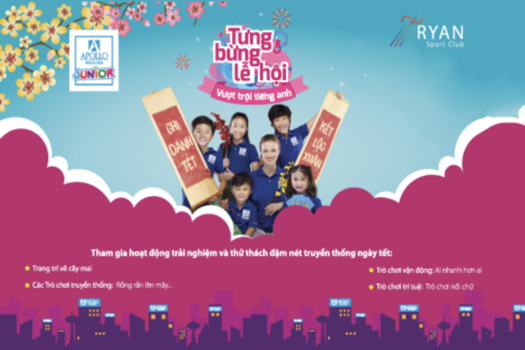 APOLLO
ENGLISH
JUNIOR
RYAN
Sport Club
Tưng
bừng
lễ hội
Vượt trội tiếng anh
GHI
DANH
TẾT
KẾT
LỘC
XUÂN
Tham gia hoạt động trải nghiệm và thử thách đậm nét truyền thống ngày tết:
• Trang trí vẽ cây mai
• Các Trò chơi truyền thống: Rồng rắn lên mây...
• Trò chơi vận động: Ai nhanh hơn ai
• Trò chơi trí tuệ: Trò chơi nối chữ